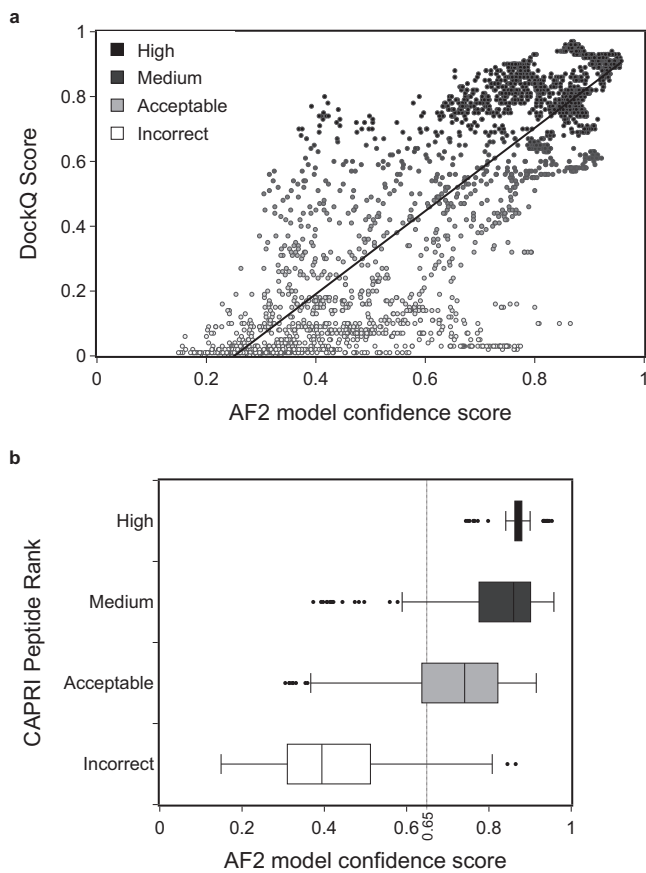 a
1
High
Medium
Acceptable
Incorrect
0.8
0.6
0.4
0.2
0
DockQ Score
0 0.2 0.4 0.6 0.8 1
AF2 model confidence score
b
High
Medium
Acceptable
Incorrect
CAPRI Peptide Rank
0 0.2 0.4 0.6 0.65 0.8 1
AF2 model confidence score